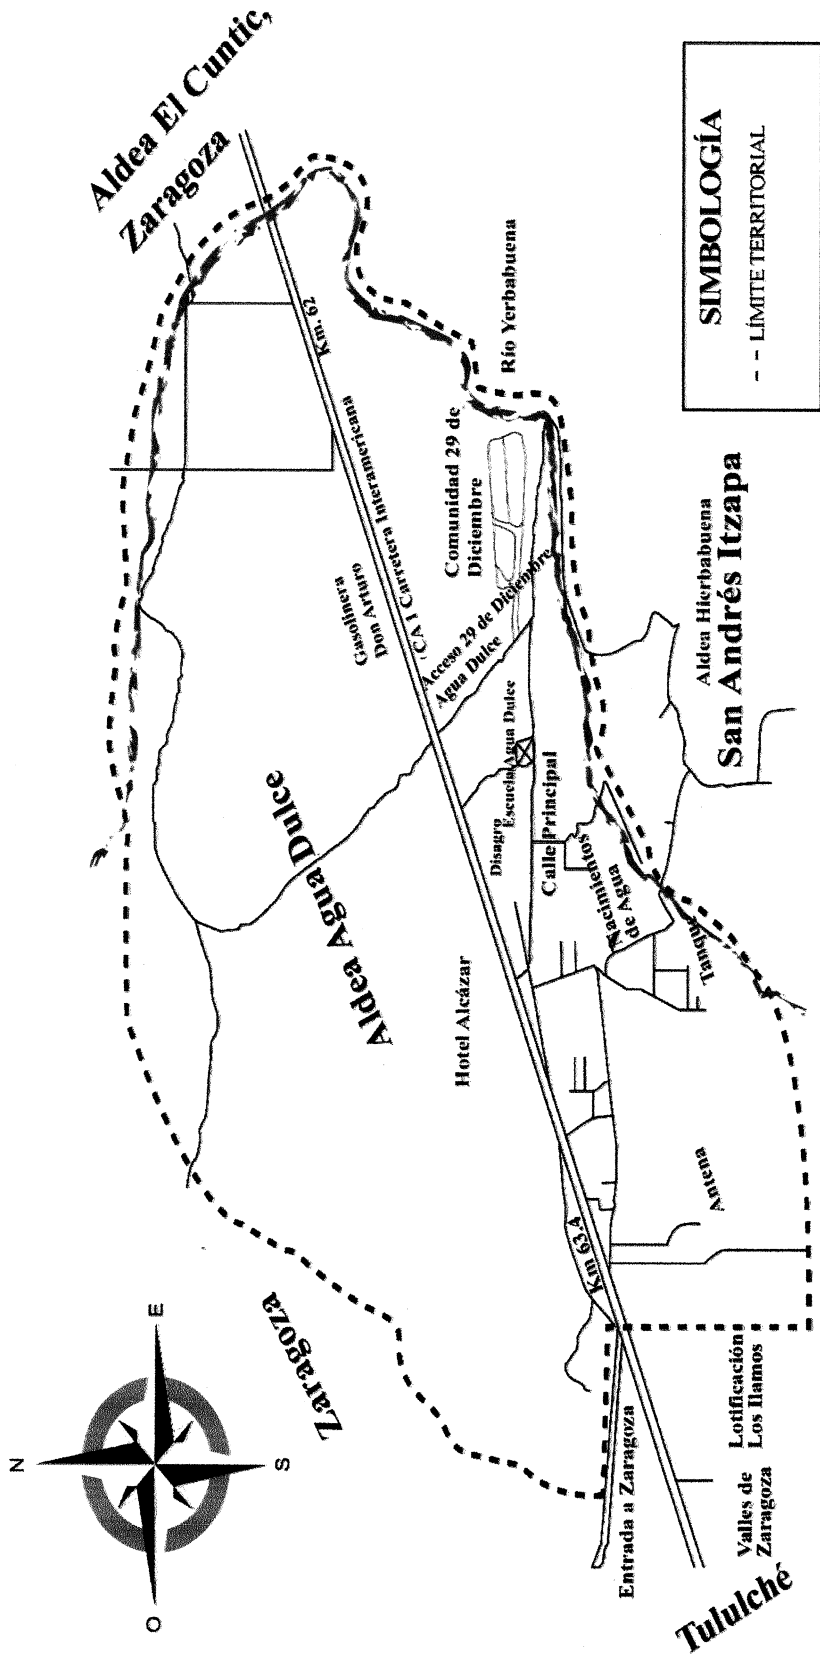 N
E
S
O
Aldea El Cuntic,
Zaragoza
Zaragoza
Aldea Agua Dulce
Km. 62
CA1 Carretera Interamericana
Gasolinera
Don Arturo
Acceso 29 de Diciembre
Agua Dulce
Comunidad 29 de
Diciembre
Río Yerbabuena
Hotel Alcázar
Disagro
Escuela Agua Dulce
Calle Principal
Nacimientos
de Agua
Tanque
Aldea Hierbabuena
San Andrés Itzapa
Km 63.4
Antena
Entrada a Zaragoza
Lotificación
Los Ilamos
Valles de
Zaragoza
Tululché
SIMBOLOGÍA
- - LÍMITE TERRITORIAL